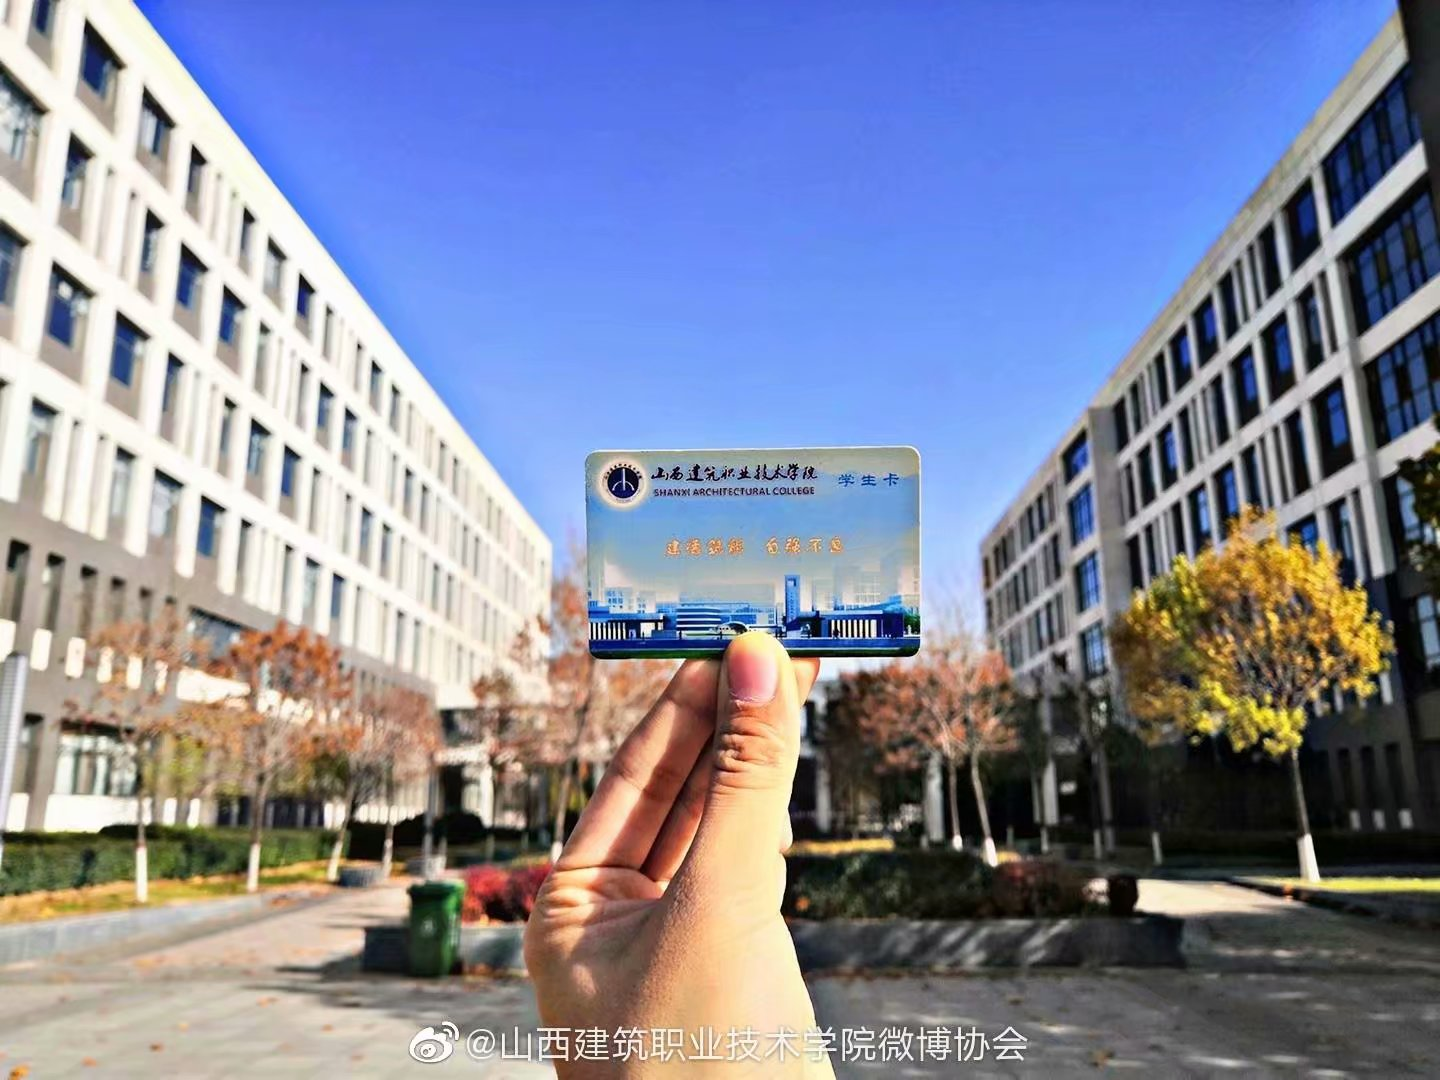 山西建筑职业技术学院 学生卡
SHANXI ARCHITECTURAL COLLEGE
建德筑能 自强不息
@山西建筑职业技术学院微博协会